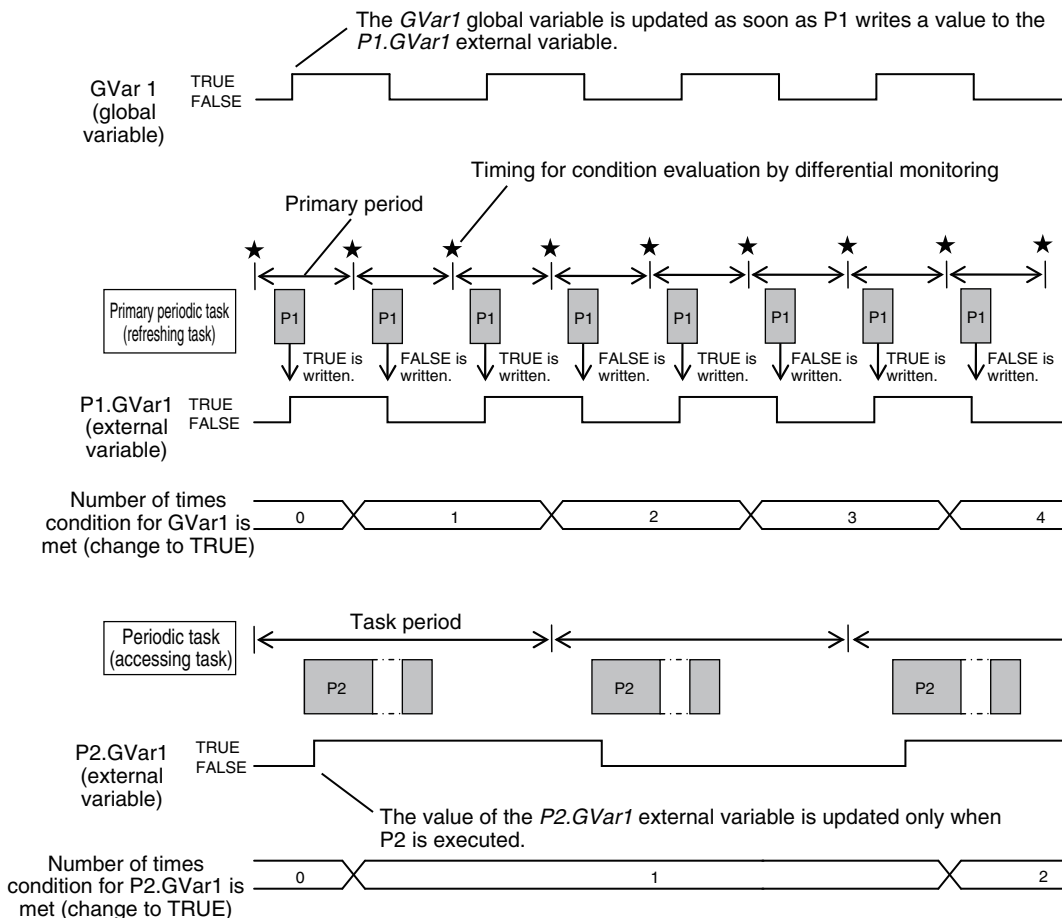 The GVar1 global variable is updated as soon as P1 writes a value to the
P1.GVar1 external variable.
GVar 1
(global
variable)
TRUE
FALSE
Timing for condition evaluation by differential monitoring
Primary period
★ ★ ★ ★ ★ ★ ★ ★ ★
Primary periodic task
(refreshing task)
P1 P1 P1 P1 P1 P1 P1 P1
TRUE is FALSE is TRUE is FALSE is TRUE is FALSE is TRUE is FALSE is
written. written. written. written. written. written. written. written.
P1.GVar1
(external
variable)
TRUE
FALSE
Number of times
condition for GVar1 is
met (change to TRUE)
0 1 2 3 4
Periodic task
(accessing task)
Task period
P2 P2 P2
P2.GVar1
(external
variable)
TRUE
FALSE
The value of the P2.GVar1 external variable is updated only when
P2 is executed.
Number of times
condition for P2.GVar1 is
met (change to TRUE)
0 1 2